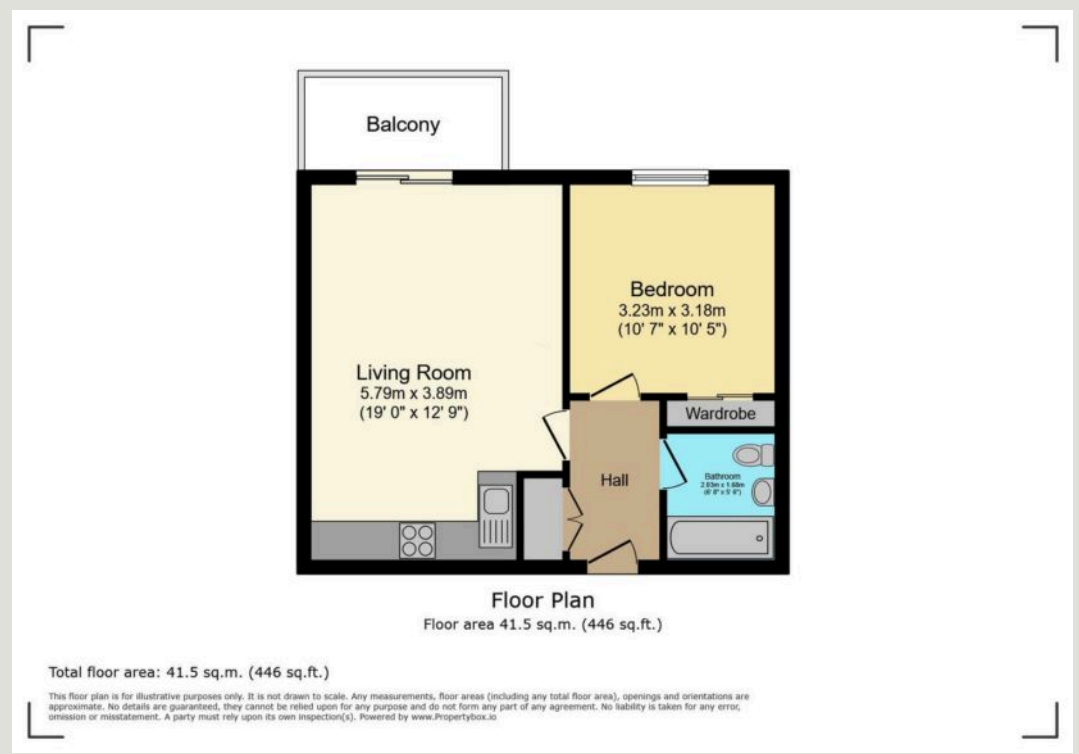 Balcony
Bedroom
3.23m x 3.18m
(10' 7" x 10' 5")
Living Room
5.79m x 3.89m
(19' 0" x 12' 9")
Wardrobe
Hall
Bathroom
Floor Plan
Floor area 41.5 sq.m. (446 sq.ft.)
Total floor area: 41.5 sq.m. (446 sq.ft.)
This floor plan is for illustrative purposes only. It is not drawn to scale. Any measurements, floor areas (including any total floor area), openings and orientations are
approximate. No details are guaranteed, they cannot be relied upon for any purpose and do not form any part of any agreement. No liability is taken for any error,
omission or misstatement. A party must rely upon its own inspection(s). Powered by www.Propertybox.io